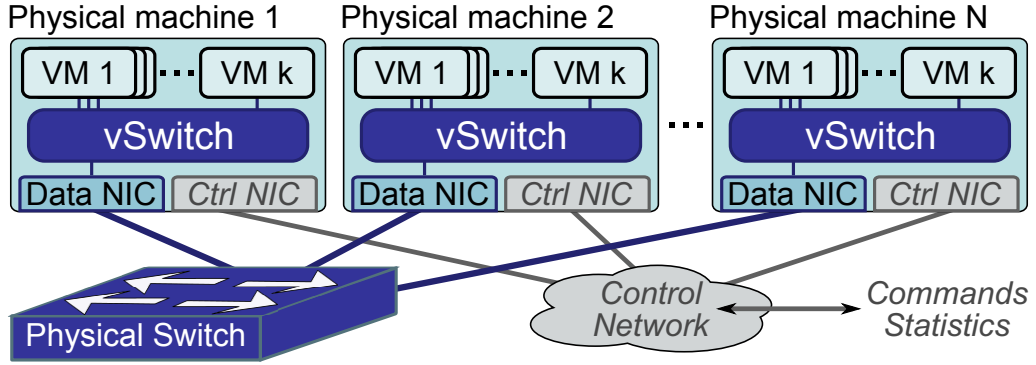 Physical machine 1
Physical machine 2
Physical machine N
VM 1
VM k
VM 1
VM k
VM 1
VM k
vSwitch
vSwitch
vSwitch
Data NIC
Ctrl NIC
Data NIC
Ctrl NIC
Data NIC
Ctrl NIC
Physical Switch
Control
Network
Commands
Statistics